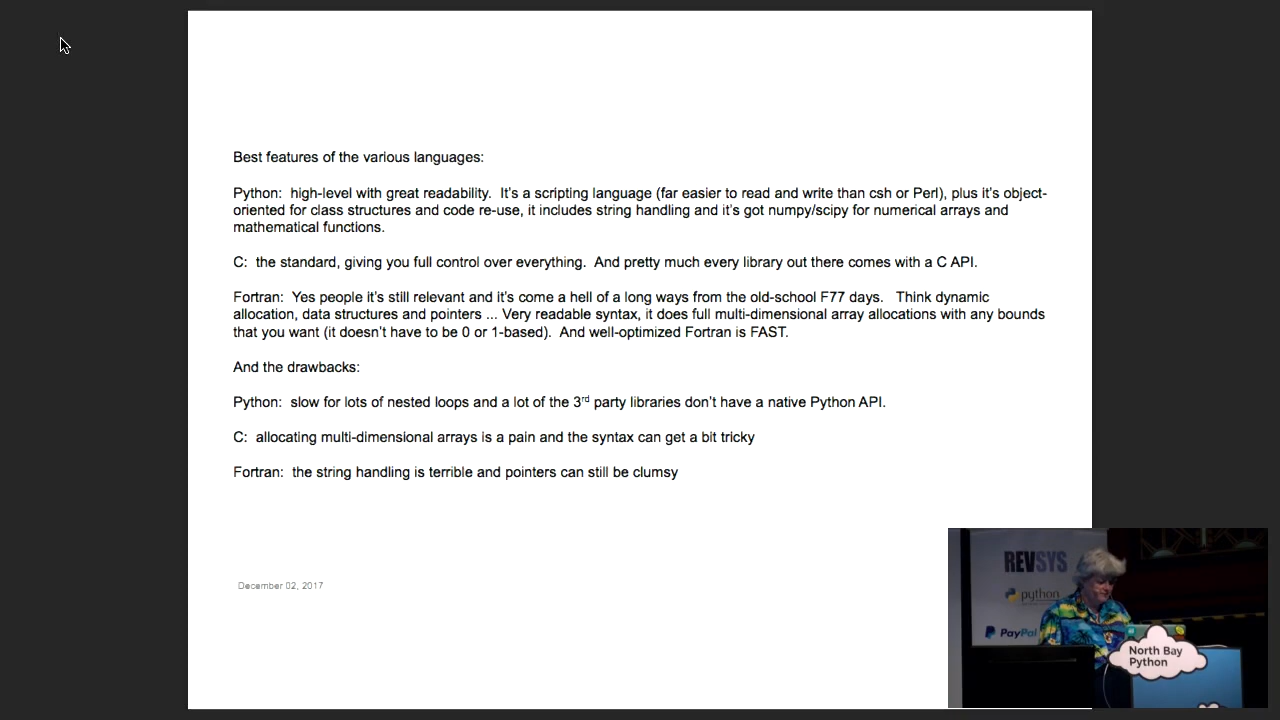 Best features of the various languages:
Python:  high-level with great readability.  It's a scripting language (far easier to read and write than csh or Perl), plus it's object-
oriented for class structures and code re-use, it includes string handling and it's got numpy/scipy for numerical arrays and
mathematical functions.
C:  the standard, giving you full control over everything.  And pretty much every library out there comes with a C API.
Fortran:  Yes people it's still relevant and it's come a hell of a long ways from the old-school F77 days.   Think dynamic
allocation, data structures and pointers ... Very readable syntax, it does full multi-dimensional array allocations with any bounds
that you want (it doesn't have to be 0 or 1-based).  And well-optimized Fortran is FAST.
And the drawbacks:
Python:  slow for lots of nested loops and a lot of the 3rd party libraries don't have a native Python API.
C:  allocating multi-dimensional arrays is a pain and the syntax can get a bit tricky
Fortran:  the string handling is terrible and pointers can still be clumsy
December 02, 2017
REVSYS
python
PayPal
North Bay
Python